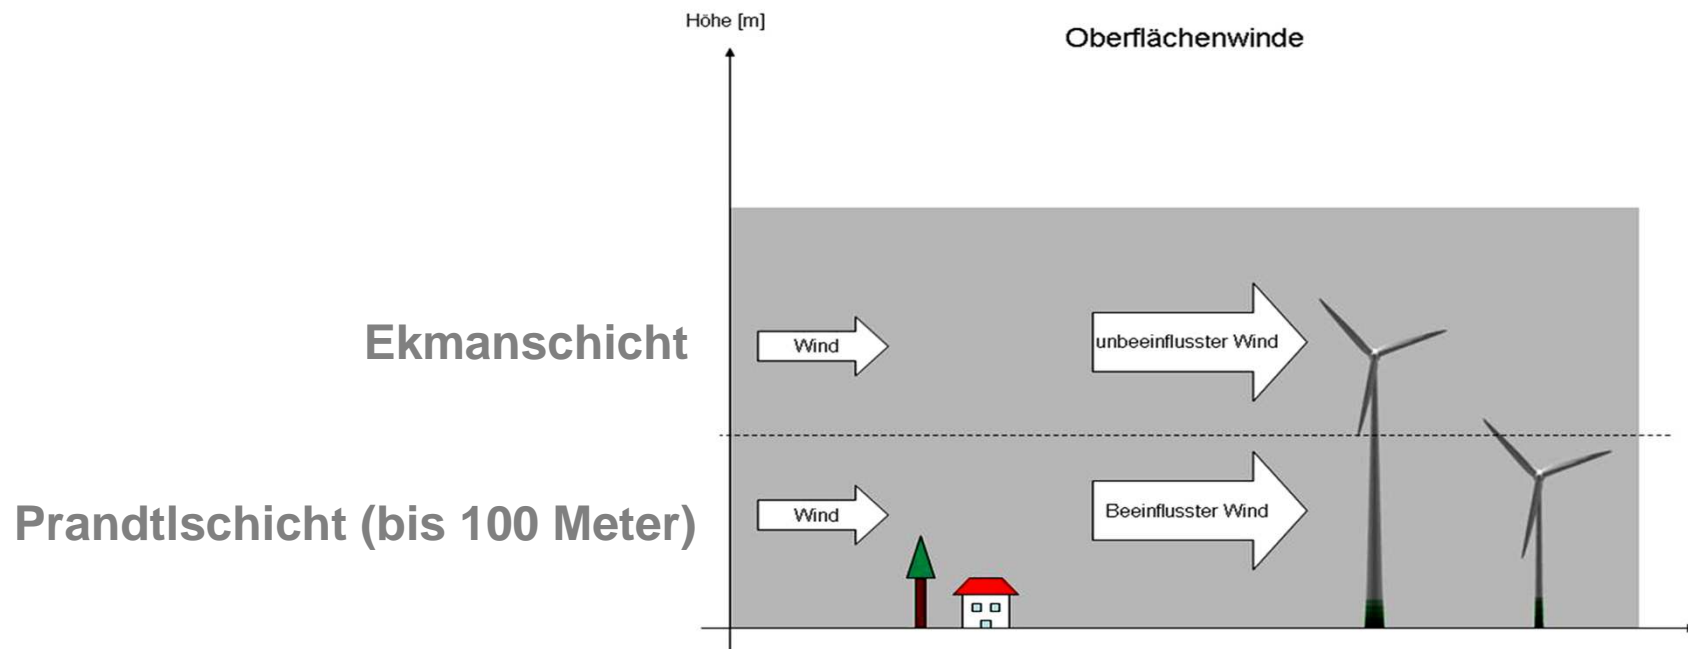 Höhe [m]
Oberflächenwinde
Ekmanschicht
Wind
unbeeinflusster Wind
Prandtlschicht (bis 100 Meter)
Wind
Beeinflusster Wind